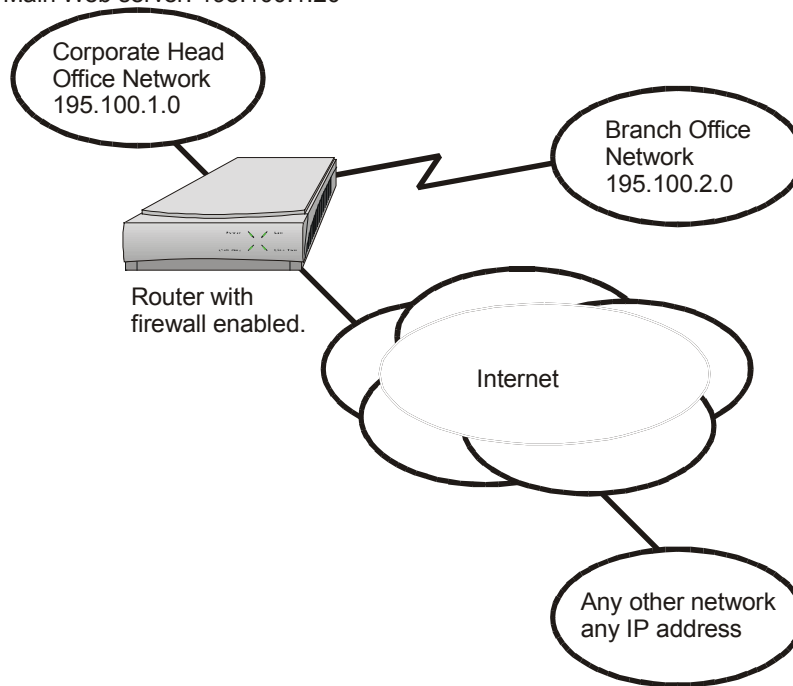 Corporate Head
Office Network
195.100.1.0
Branch Office
Network
195.100.2.0
Router with
firewall enabled.
Internet
Any other network
any IP address